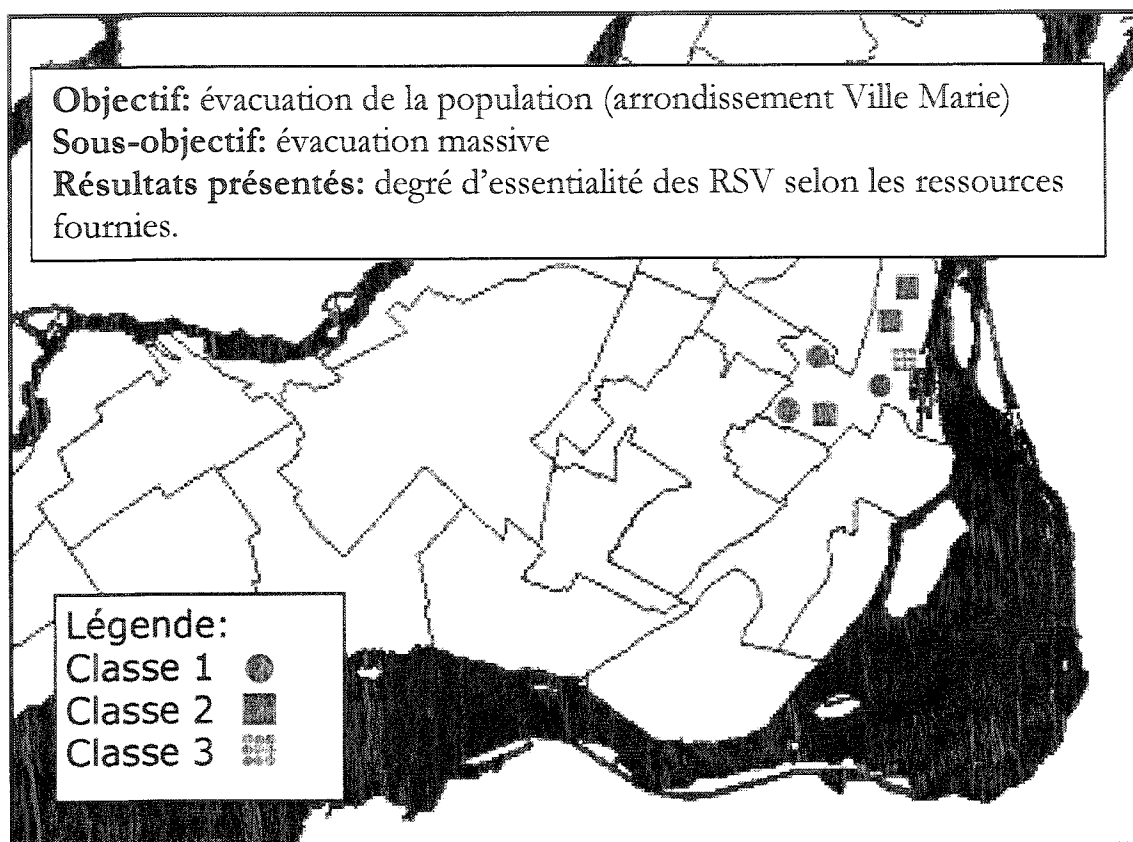 Objectif: évacuation de la population (arrondissement Ville Marie)
Sous-objectif: évacuation massive
Résultats présentés: degré d'essentialité des RSV selon les ressources
fournies.
Légende:
Classe 1
Classe 2
Classe 3